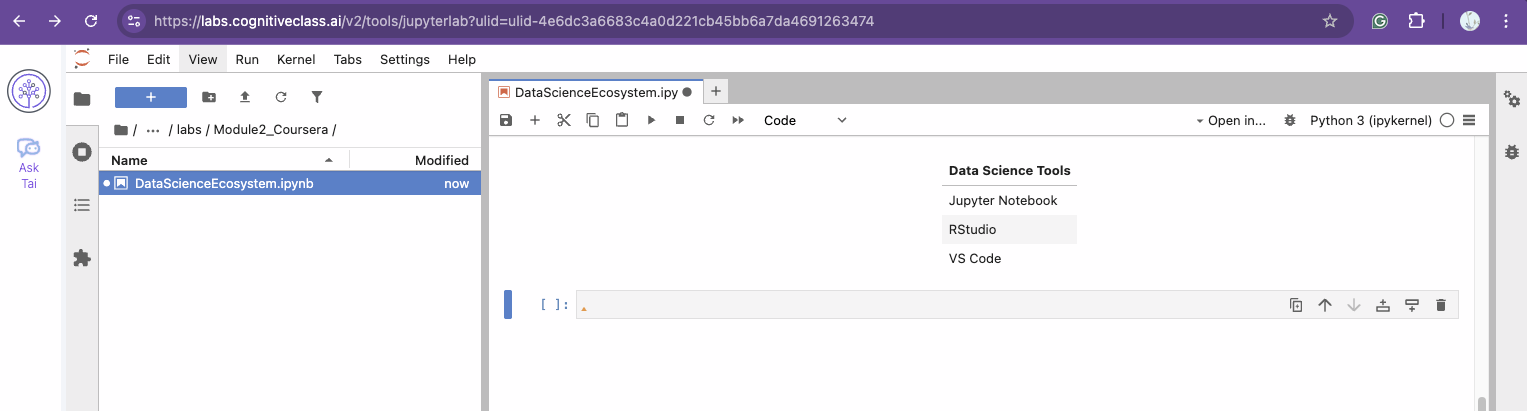 https://labs.cognitiveclass.ai/v2/tools/jupyterlab?ulid=ulid-4e6dc3a6683c4a0d221cb45bb6a7da4691263474
File Edit View Run Kernel Tabs Settings Help
Ask
Tai
+
/ ... / labs / Module2_Coursera /
Name Modified
DataScienceEcosystem.ipynb now
DataScienceEcosystem.ipy
Code
Open in...
Python 3 (ipykernel)
Data Science Tools
Jupyter Notebook
RStudio
VS Code
[ ]: